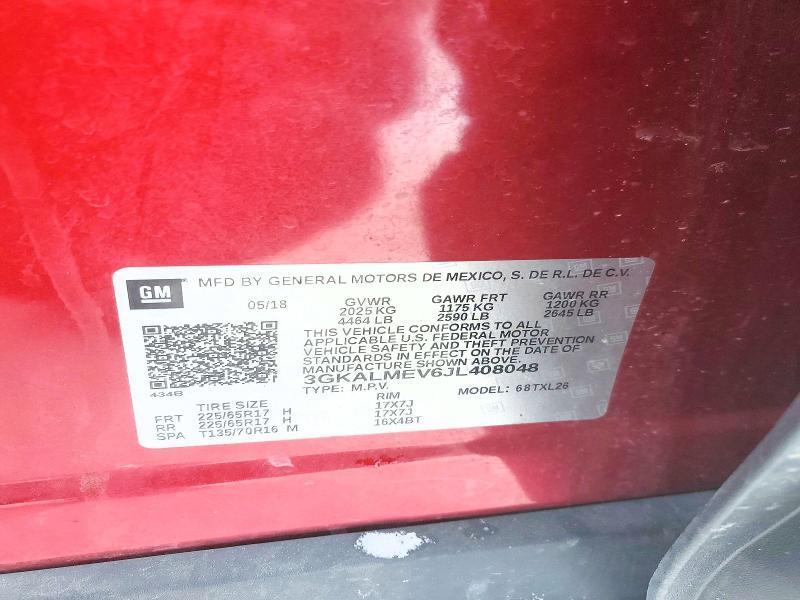 GM MFD BY GENERAL MOTORS DE MEXICO, S. DE R.L. DE C.V.
05/18 GVWR GAWR FRT GAWR RR
2025 KG 1175 KG 1200 KG
4464 LB 2590 LB 2645 LB
THIS VEHICLE CONFORMS TO ALL
APPLICABLE U.S. FEDERAL MOTOR
VEHICLE SAFETY AND THEFT PREVENTION
STANDARDS IN EFFECT ON THE DATE OF
MANUFACTURE SHOWN ABOVE.
3GKALMEV6JL408048
434B TYPE: M.P.V. MODEL: 68TXL26
TIRE SIZE RIM
FRT 225/65R17 H 17X7J
RR 225/65R17 H 17X7J
SPA T135/70R16 M 16X4BT